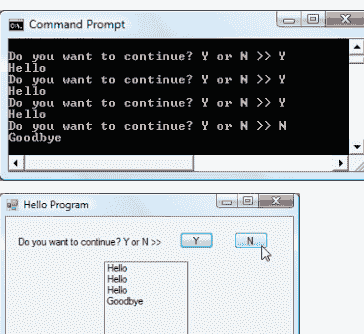 Command Prompt
Do you want to continue? Y or N >> Y
Hello
Do you want to continue? Y or N >> Y
Hello
Do you want to continue? Y or N >> Y
Hello
Do you want to continue? Y or N >> N
Goodbye
Hello Program
Do you want to continue? Y or N >> Y N
Hello
Hello
Hello
Goodbye